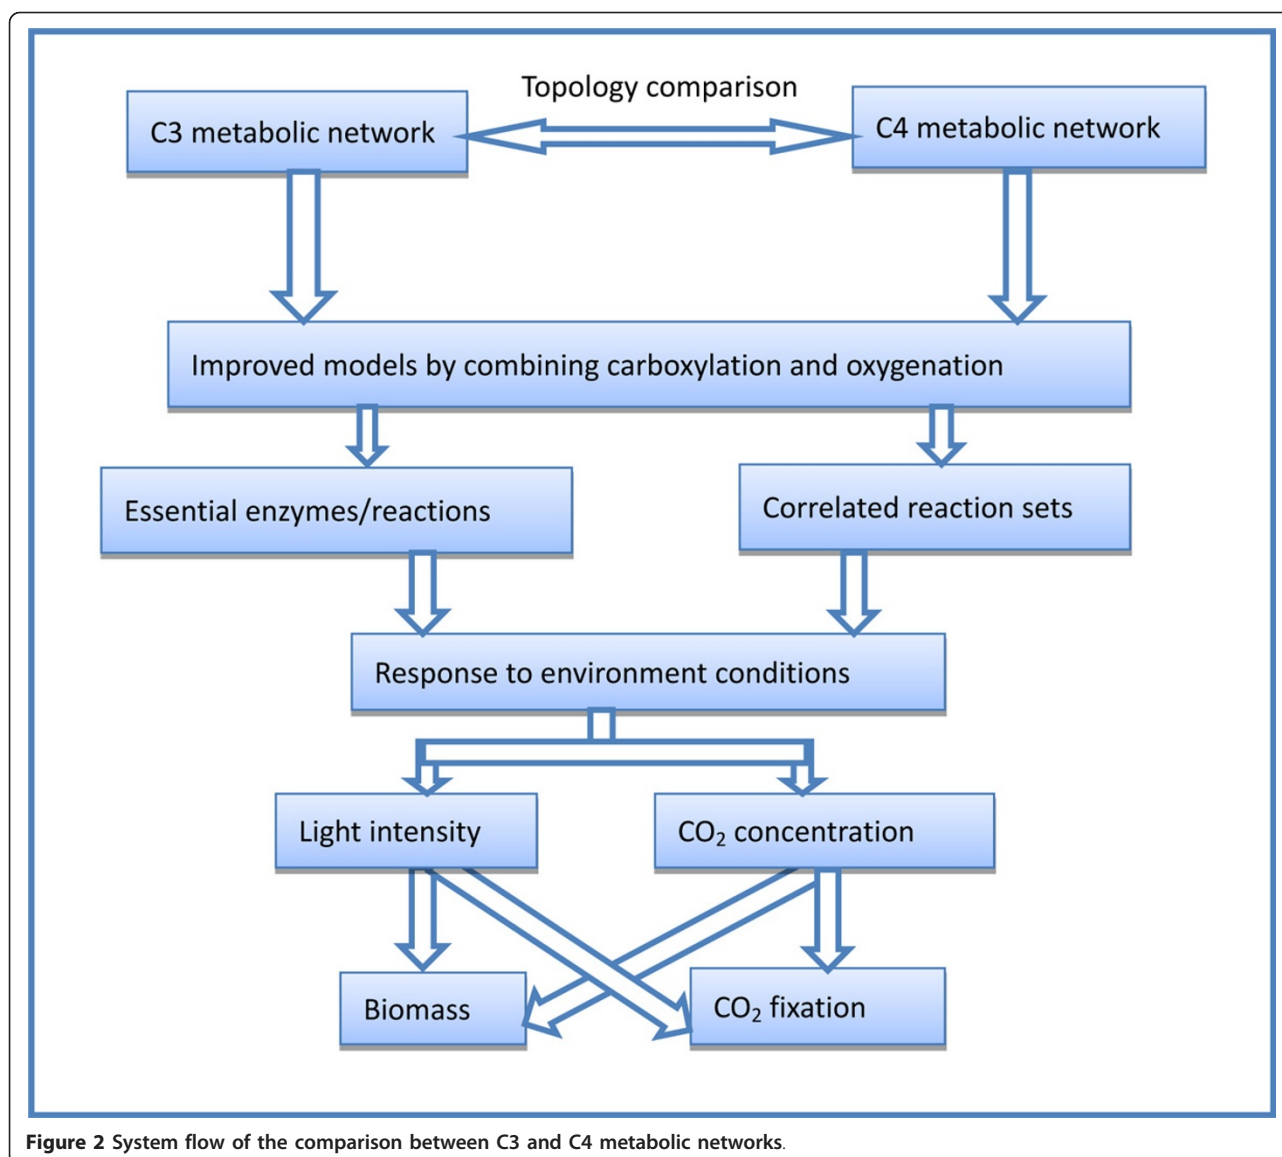 Topology comparison
C3 metabolic network
C4 metabolic network
Improved models by combining carboxylation and oxygenation
Essential enzymes/reactions
Correlated reaction sets
Response to environment conditions
Light intensity
CO₂ concentration
Biomass
CO₂ fixation
Figure 2 System flow of the comparison between C3 and C4 metabolic networks.